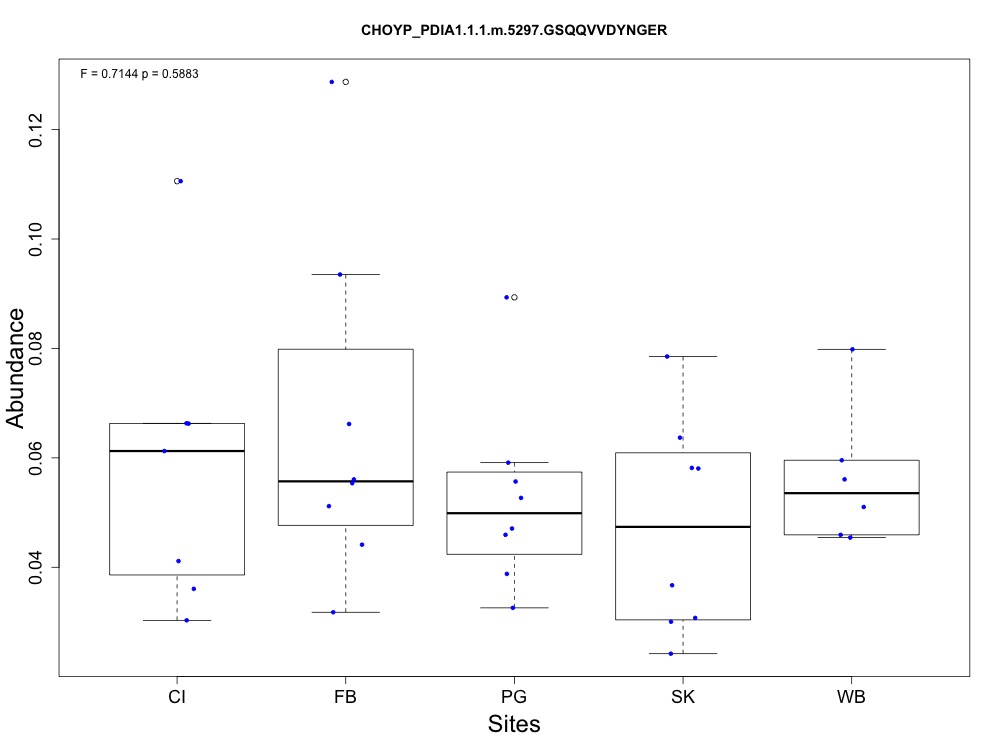 CHOYP_PDIA1.1.1.m.5297.GSQQVVDYNGER
F = 0.7144 p = 0.5883
Abundance
0.12
0.10
0.08
0.06
0.04
CI FB PG SK WB
Sites